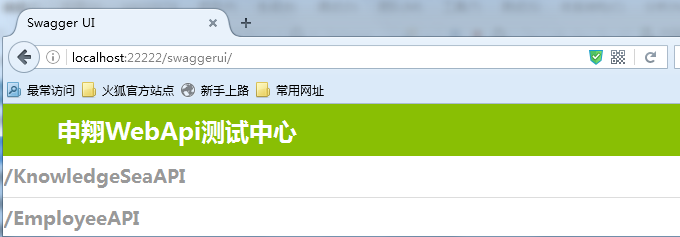 Swagger UI
localhost:22222/swaggerui/
最常访问 火狐官方站点 新手上路 常用网址
申翔WebApi测试中心
/KnowledgeSeaAPI
/EmployeeAPI